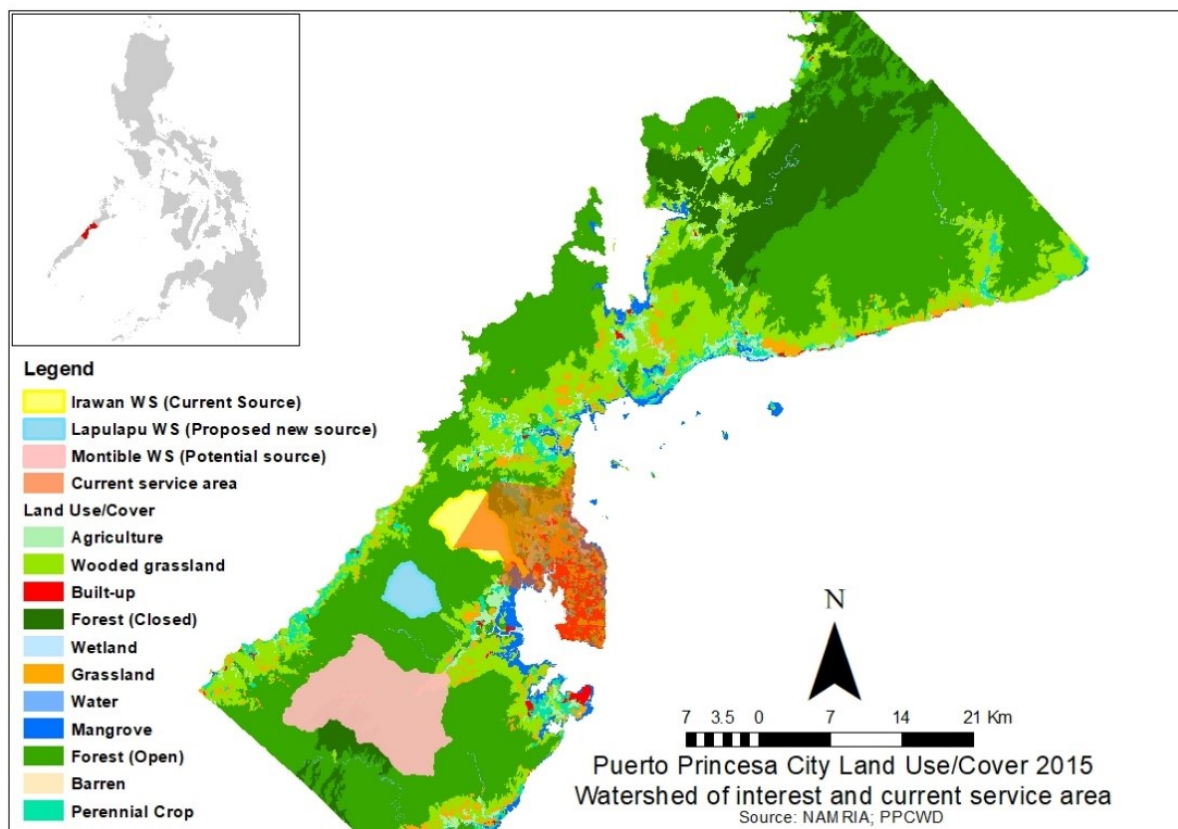 Legend
Irawan WS (Current Source)
Lapulapu WS (Proposed new source)
Montible WS (Potential source)
Current service area
Land Use/Cover
Agriculture
Wooded grassland
Built-up
Forest (Closed)
Wetland
Grassland
Water
Mangrove
Forest (Open)
Barren
Perennial Crop
N
7 3.5 0 7 14 21 Km
Puerto Princesa City Land Use/Cover 2015
Watershed of interest and current service area
Source: NAMRIA; PPCWD